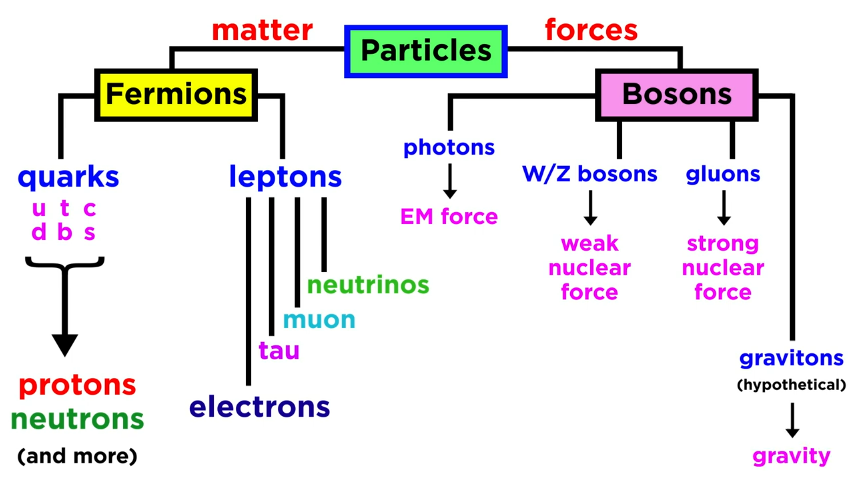 matter
Particles
forces
Fermions
Bosons
quarks
u t c
d b s
protons
neutrons
(and more)
leptons
neutrinos
muon
tau
electrons
photons
EM force
W/Z bosons
weak
nuclear
force
gluons
strong
nuclear
force
gravitons
(hypothetical)
gravity